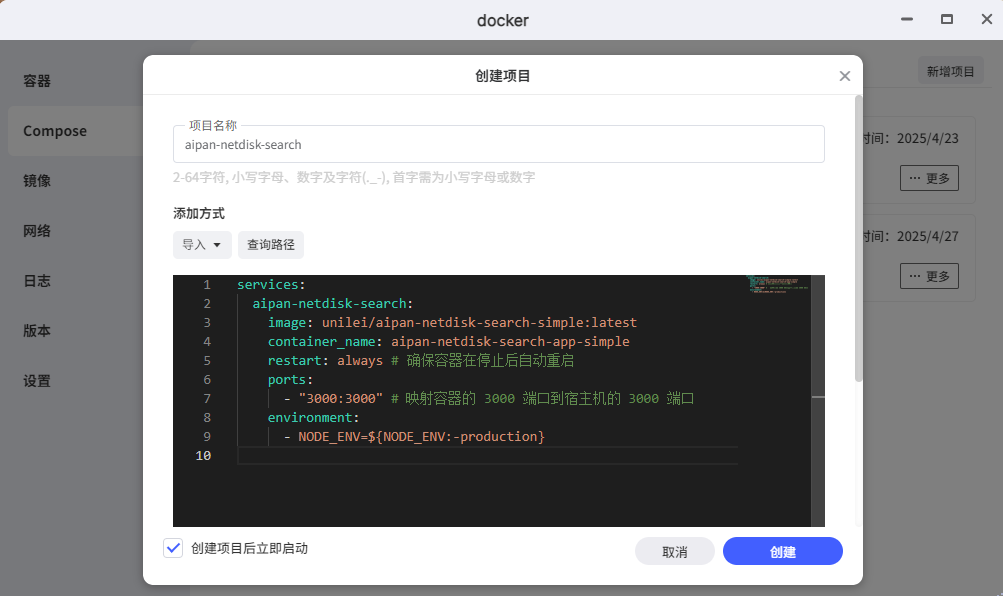 docker
容器
Compose
镜像
网络
日志
版本
设置
新增项目
时间：2025/4/23
··· 更多
时间：2025/4/27
··· 更多
创建项目
项目名称
aipan-netdisk-search
2-64字符, 小写字母、数字及字符(._-), 首字需为小写字母或数字
添加方式
导入
查询路径
1 services:
2 aipan-netdisk-search:
3 image: unilei/aipan-netdisk-search-simple:latest
4 container_name: aipan-netdisk-search-app-simple
5 restart: always # 确保容器在停止后自动重启
6 ports:
7 - "3000:3000" # 映射容器的 3000 端口到宿主机的 3000 端口
8 environment:
9 - NODE_ENV=${NODE_ENV:-production}
10
创建项目后立即启动
取消
创建